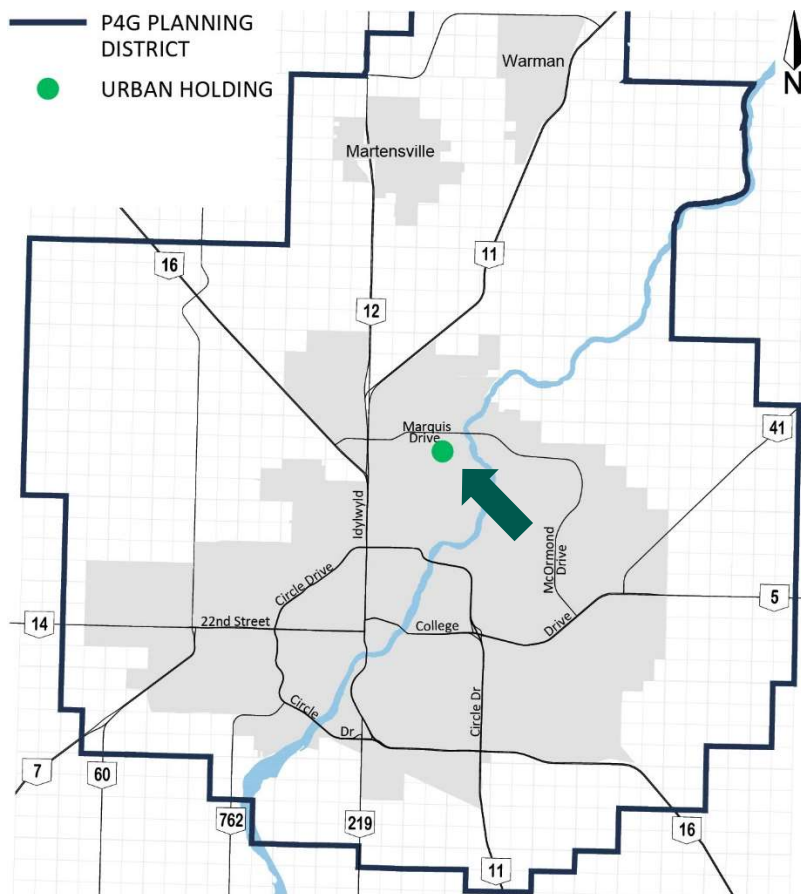 P4G PLANNING
DISTRICT
URBAN HOLDING
N
Warman
Martensville
16
11
12
41
Marquis
Drive
Idylwyld
McOrmond
Drive
Circle Drive
5
14
22nd Street
College
Drive
Circle
Dr
Circle Dr
7
60
762
219
16
11